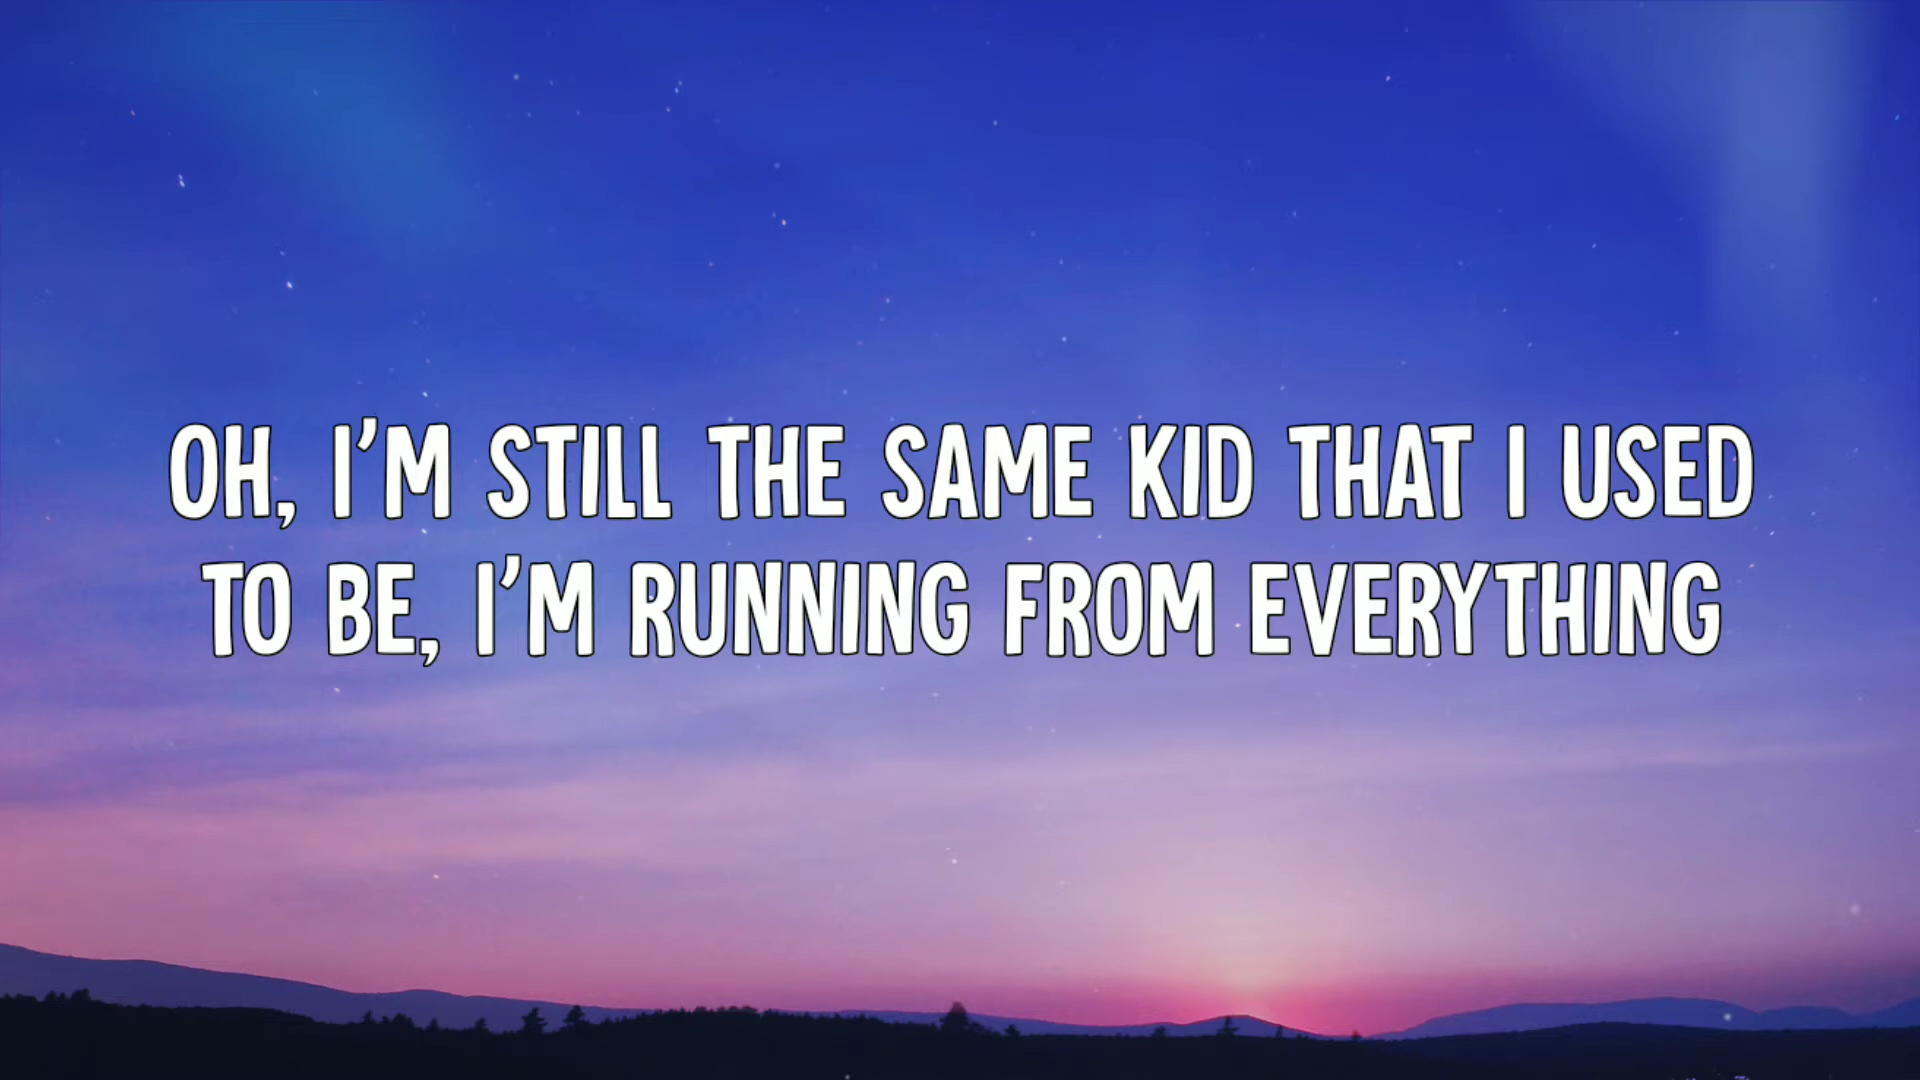 OH, I'M STILL THE SAME KID THAT I USED
TO BE, I'M RUNNING FROM EVERYTHING